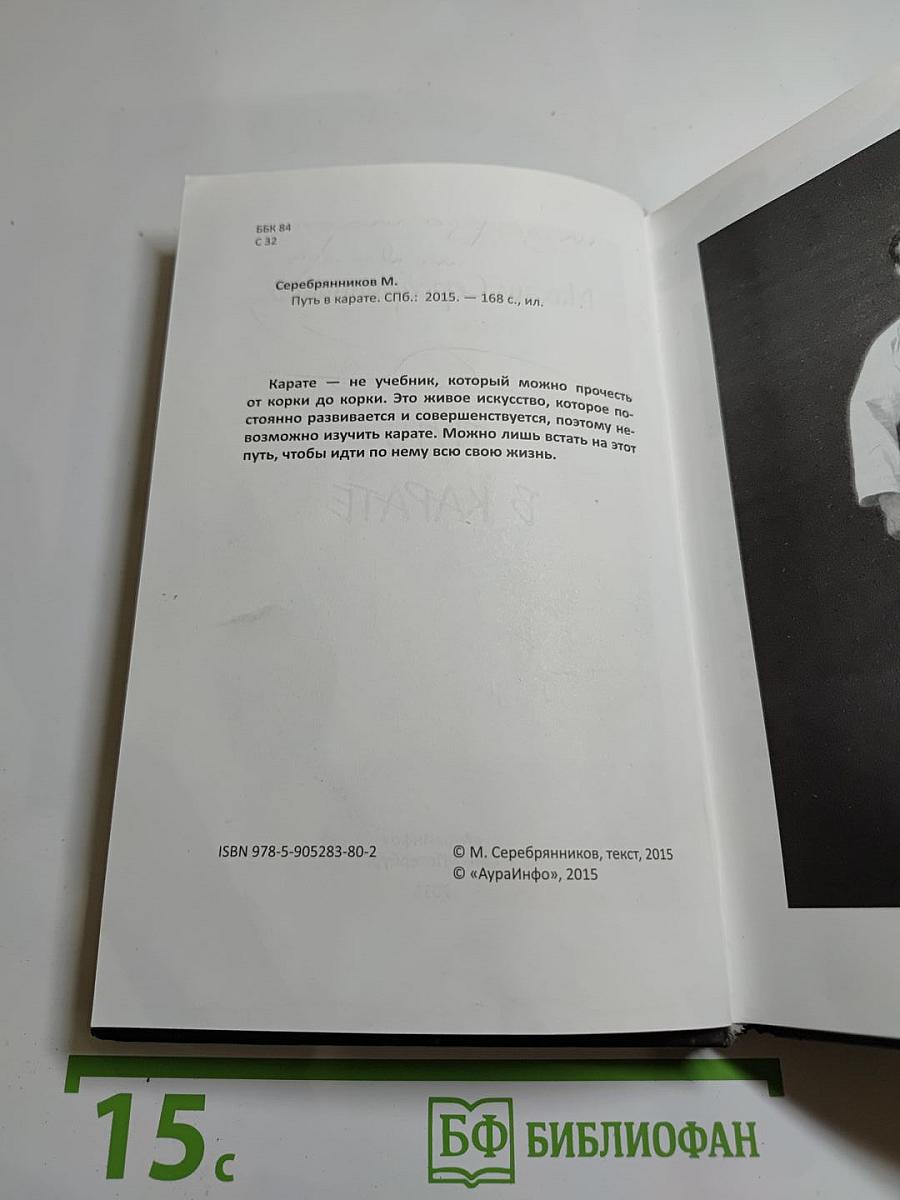 ББК 84
С 32
Серебрянников М.
Путь в карате. СПб.: 2015. — 168 с., ил.
Карате — не учебник, который можно прочесть
от корки до корки. Это живое искусство, которое по-
стоянно развивается и совершенствуется, поэтому не-
возможно изучить карате. Можно лишь встать на этот
путь, чтобы идти по нему всю свою жизнь.
В КАРАТЕ
ISBN 978-5-905283-80-2
© М. Серебрянников, текст, 2015
© «АураИнфо», 2015
15 с
БФ БИБЛИОФАН